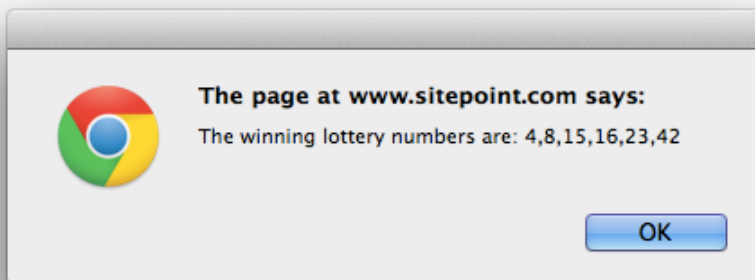 The page at www.sitepoint.com says:
The winning lottery numbers are: 4,8,15,16,23,42
OK